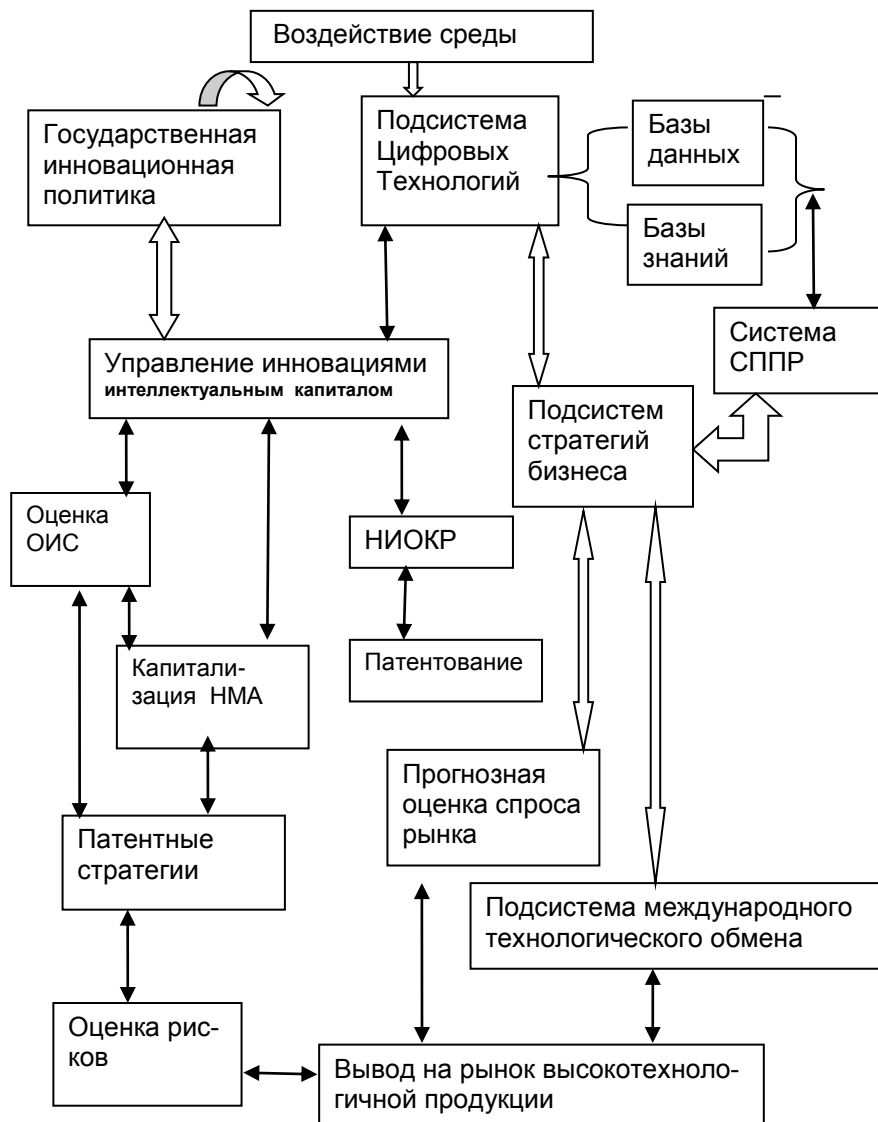 Воздействие среды
Государственная
инновационная
политика
Подсистема
Цифровых
Технологий
Базы
данных
Базы
знаний
Система
СППР
Управление инновациями
интеллектуальным капиталом
Подсистем
стратегий
бизнеса
Оценка
ОИС
НИОКР
Капитали-
зация НМА
Патентование
Прогнозная
оценка спроса
рынка
Патентные
стратегии
Подсистема международного
технологического обмена
Оценка рис-
ков
Вывод на рынок высокотехноло-
гичной продукции